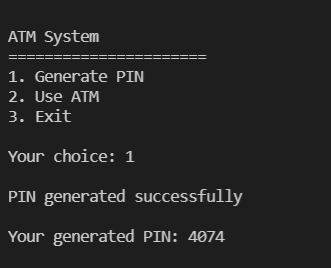 ATM System
======================
1. Generate PIN
2. Use ATM
3. Exit
Your choice: 1
PIN generated successfully
Your generated PIN: 4074